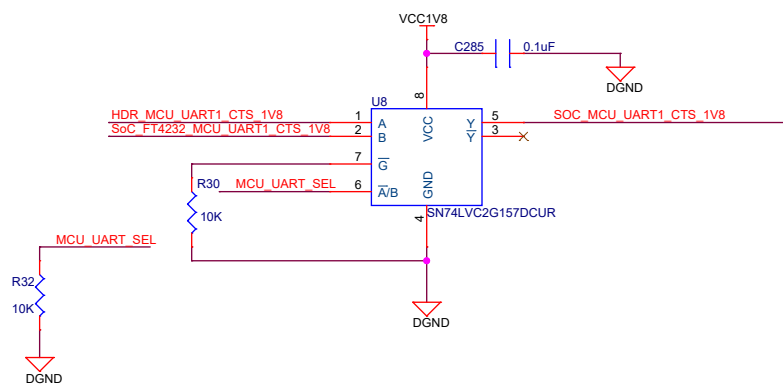 VCC1V8
C285
0.1uF
DGND
U8
8
HDR_MCU_UART1_CTS_1V8
1
A
VCC
Y
5
SOC_MCU_UART1_CTS_1V8
SoC_FT4232_MCU_UART1_CTS_1V8
2
B
Y
3
7
G
R30
MCU_UART_SEL
6
A/B
GND
10K
SN74LVC2G157DCUR
4
MCU_UART_SEL
R32
10K
DGND
DGND